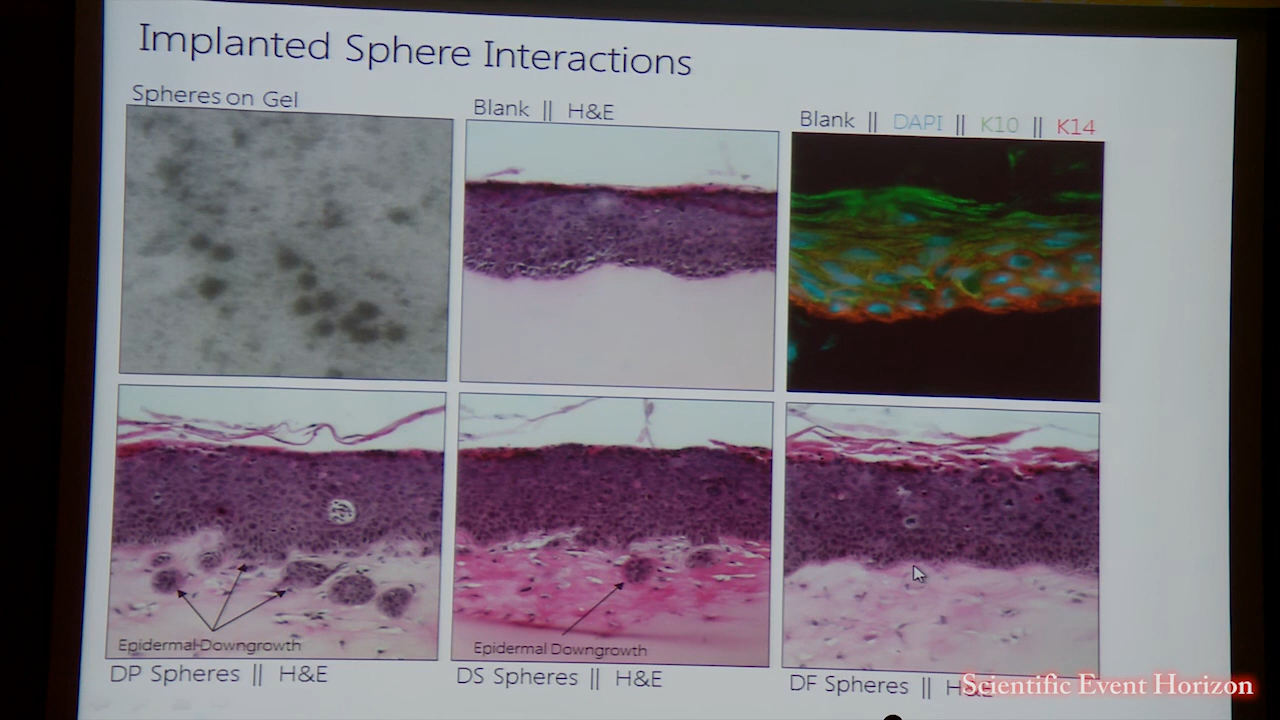 Implanted Sphere Interactions
Spheres on Gel
Blank || H&E
Blank || DAPI || K10 || K14
Epidermal Downgrowth
Epidermal Downgrowth
DP Spheres || H&E
DS Spheres || H&E
DF Spheres || H&E
Scientific Event Horizon